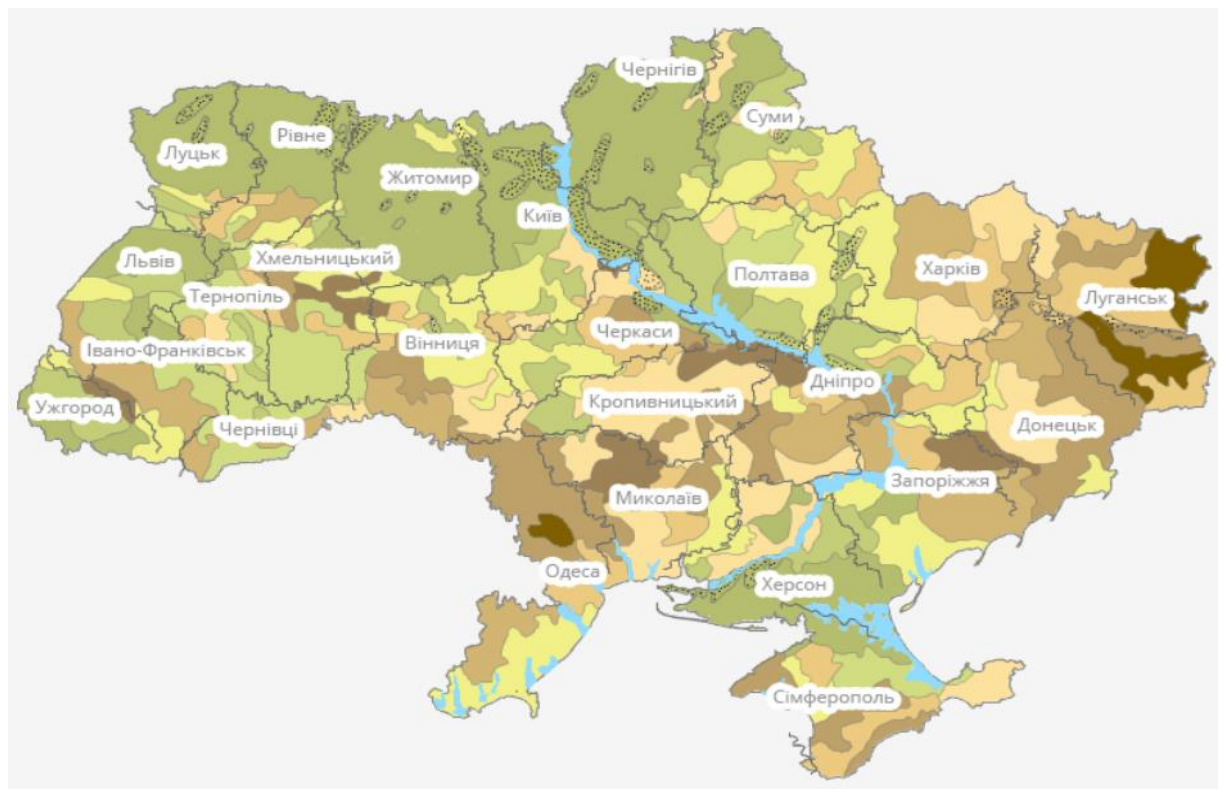 Чернігів
Суми
Рівне
Луцьк
Житомир
Київ
Львів
Хмельницький
Полтава
Харків
Тернопіль
Луганськ
Черкаси
Вінниця
Івано-Франківськ
Дніпро
Кропивницький
Ужгород
Чернівці
Донецьк
Запоріжжя
Миколаїв
Одеса
Херсон
Сімферополь